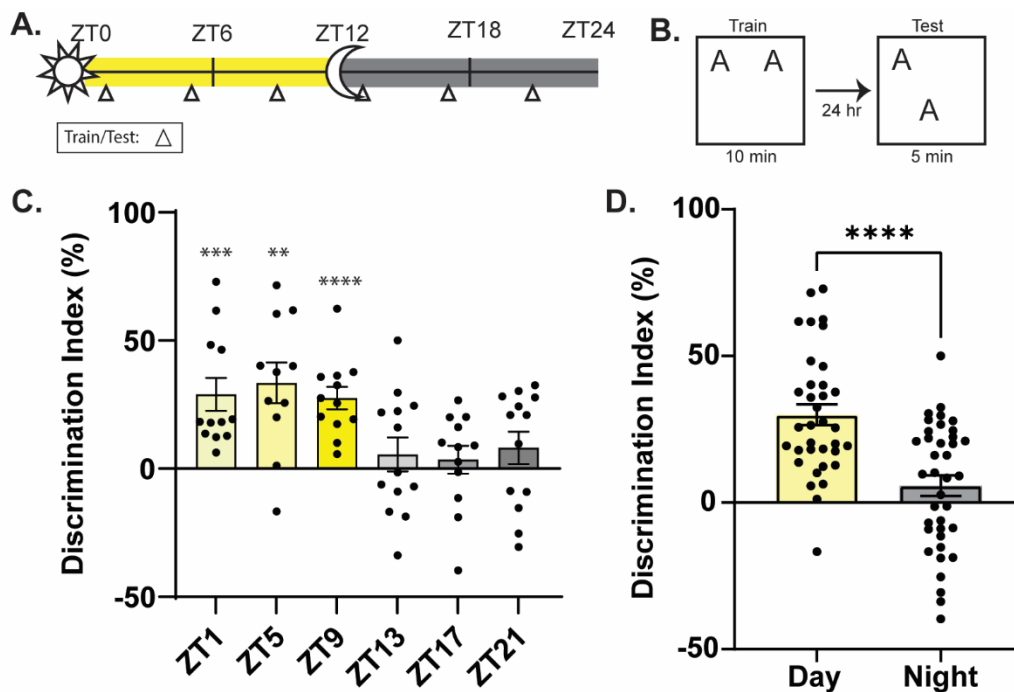 A.
ZT0 ZT6 ZT12 ZT18 ZT24
Train/Test: △
B.
Train Test
A A
24 hr
A
A
10 min 5 min
C.
Discrimination Index (%)
100
50
0
-50
*** ** ****
ZT1 ZT5 ZT9 ZT13 ZT17 ZT21
D.
Discrimination Index (%)
100
50
0
-50
****
Day Night